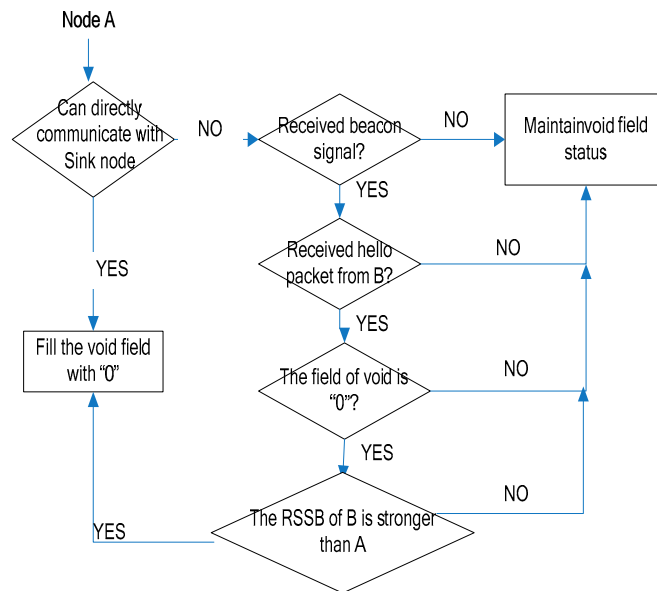 Node A
Can directly
communicate with
Sink node
NO
Received beacon
signal?
NO
Maintainvoid field
status
YES
YES
Received hello
packet from B?
NO
YES
Fill the void field
with “0”
The field of void is
“0”?
NO
YES
The RSSB of B is stronger
than A
NO
YES